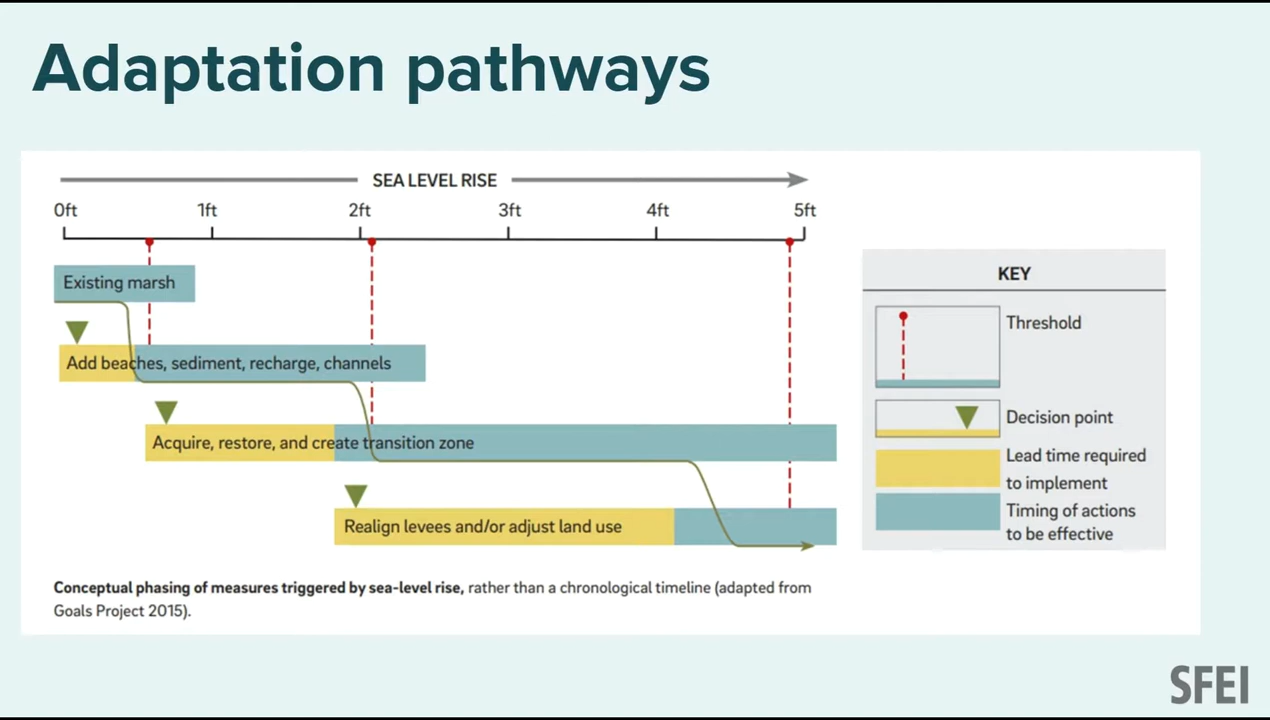 Adaptation pathways
SEA LEVEL RISE
0ft 1ft 2ft 3ft 4ft 5ft
Existing marsh
Add beaches, sediment, recharge, channels
Acquire, restore, and create transition zone
Realign levees and/or adjust land use
KEY
Threshold
Decision point
Lead time required
to implement
Timing of actions
to be effective
Conceptual phasing of measures triggered by sea-level rise, rather than a chronological timeline (adapted from
Goals Project 2015).
SFEI